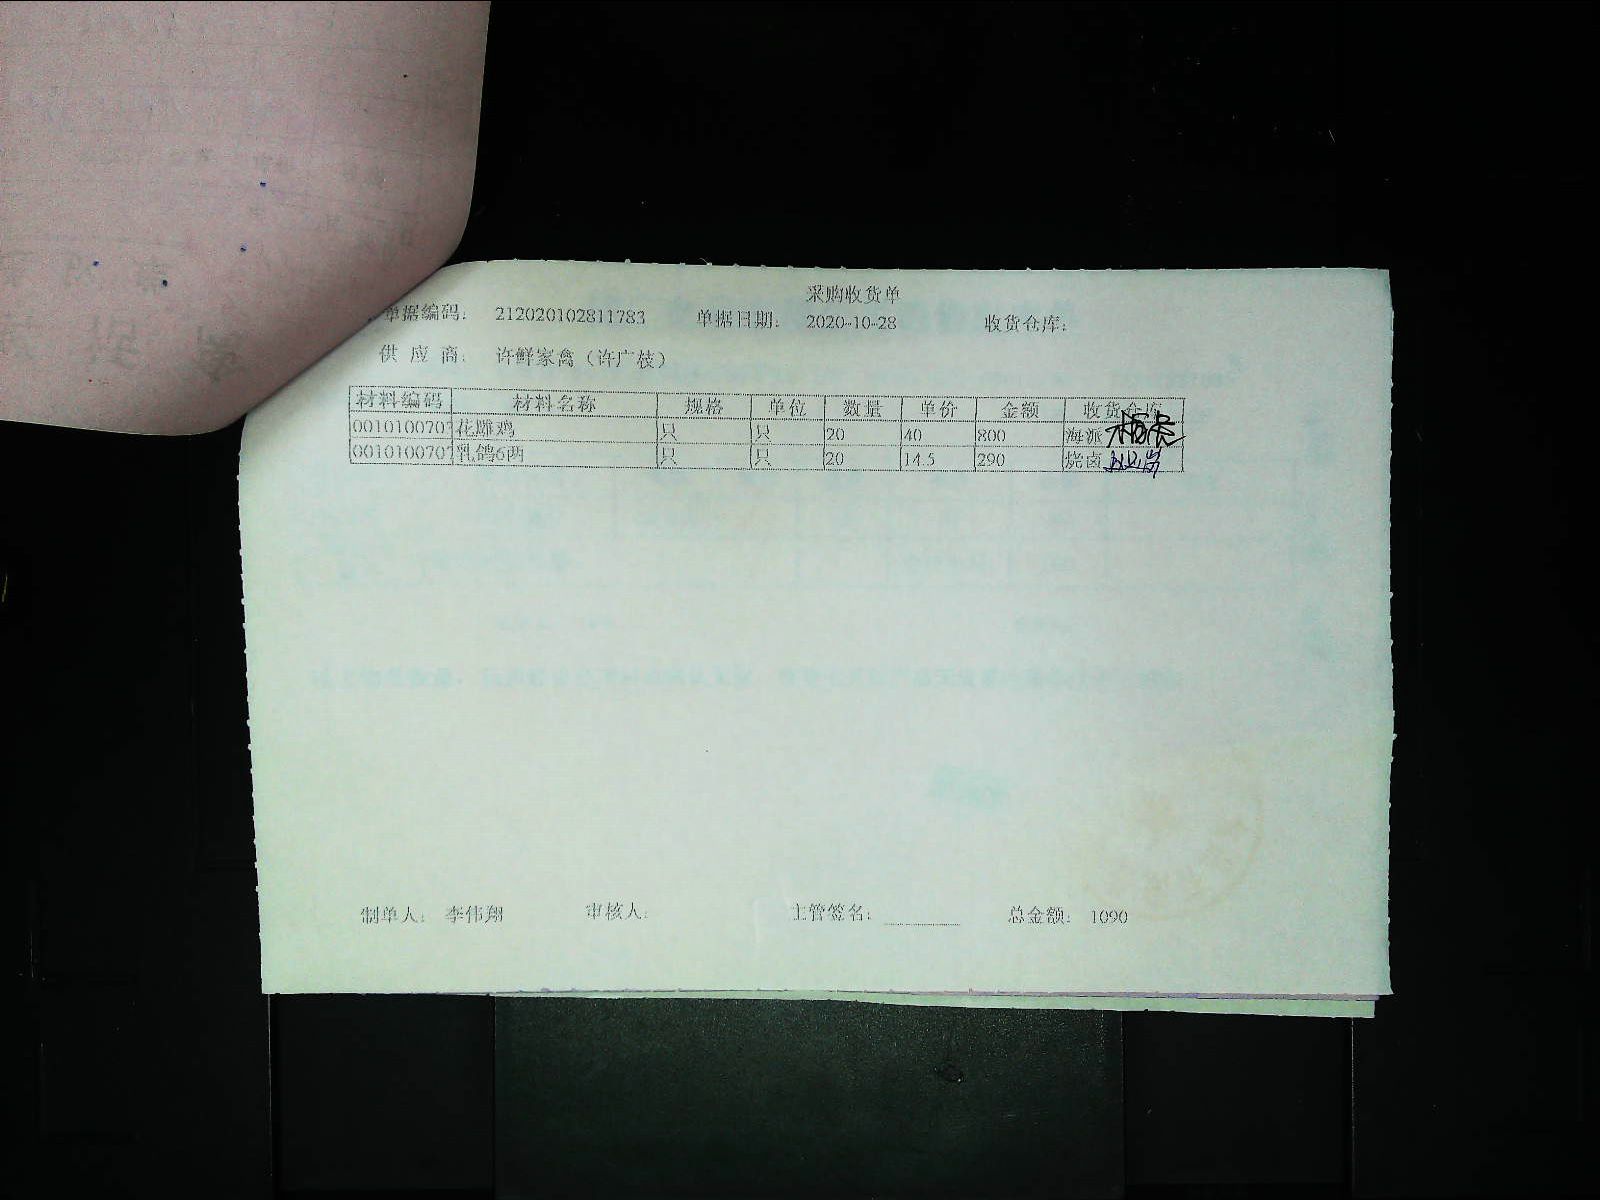 采购收货单
单据编码： 212020102811783 单据日期： 2020-10-28 收货仓库：
供 应 商： 许鲜家禽（许广枝）
材料编码 材料名称 规格 单位 数量 单价 金额 收货仓库
0010100707 花雕鸡 只 只 20 40 800 海派
0010100707 乳鸽6两 只 只 20 14.5 290 烧卤
制单人： 李伟翔 审核人： 主管签名： 总金额： 1090